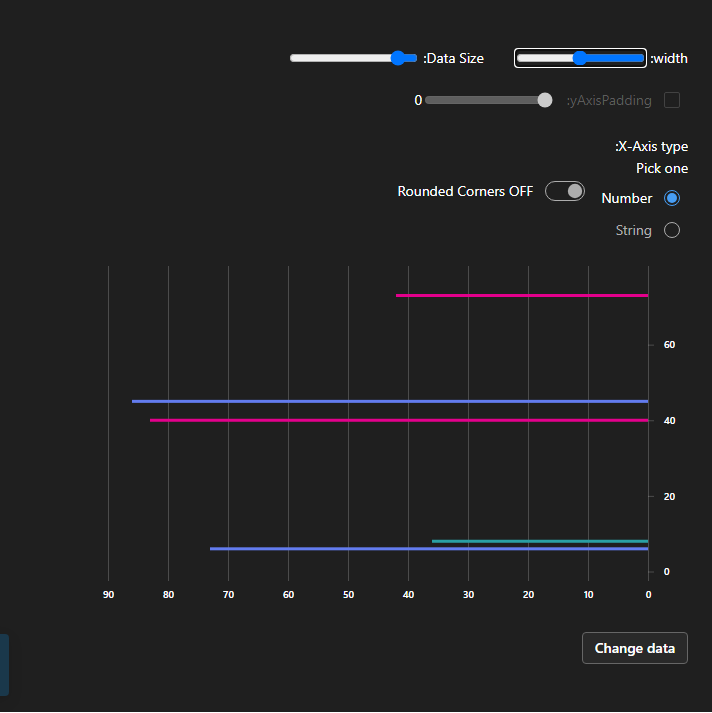 :width
:Data Size
:yAxisPadding
0
:X-Axis type
Pick one
Number
Rounded Corners OFF
String
60
40
20
0
90 80 70 60 50 40 30 20 10 0
Change data